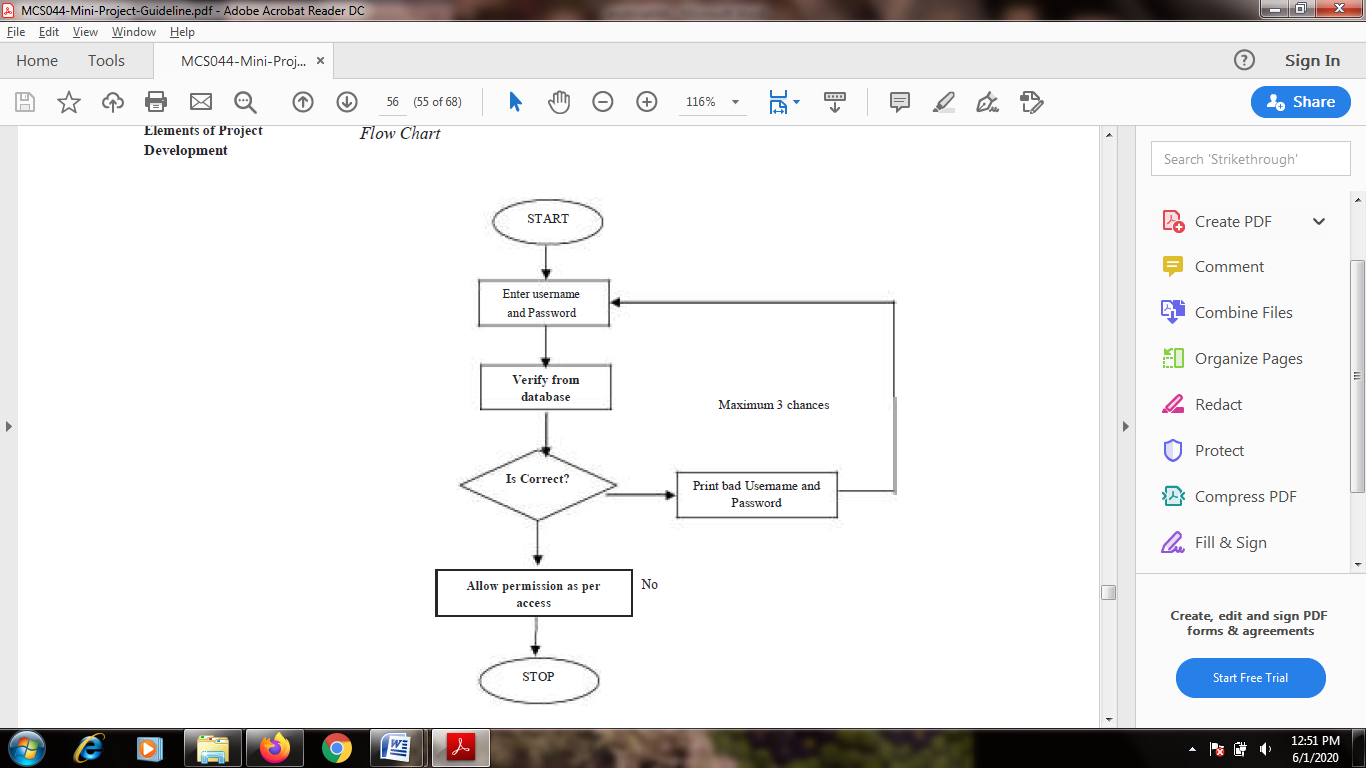 MCS044-Mini-Project-Guideline.pdf - Adobe Acrobat Reader DC
File Edit View Window Help
Home Tools MCS044-Mini-Proj... × ? Sign In
56 (55 of 68) 116% Share
Elements of Project
Development
Flow Chart
START
Enter username
and Password
Verify from
database
Maximum 3 chances
Is Correct?
Print bad Username and
Password
Allow permission as per
access
No
STOP
Search 'Strikethrough'
Create PDF
Comment
Combine Files
Organize Pages
Redact
Protect
Compress PDF
Fill & Sign
Create, edit and sign PDF
forms & agreements
Start Free Trial
12:51 PM
6/1/2020